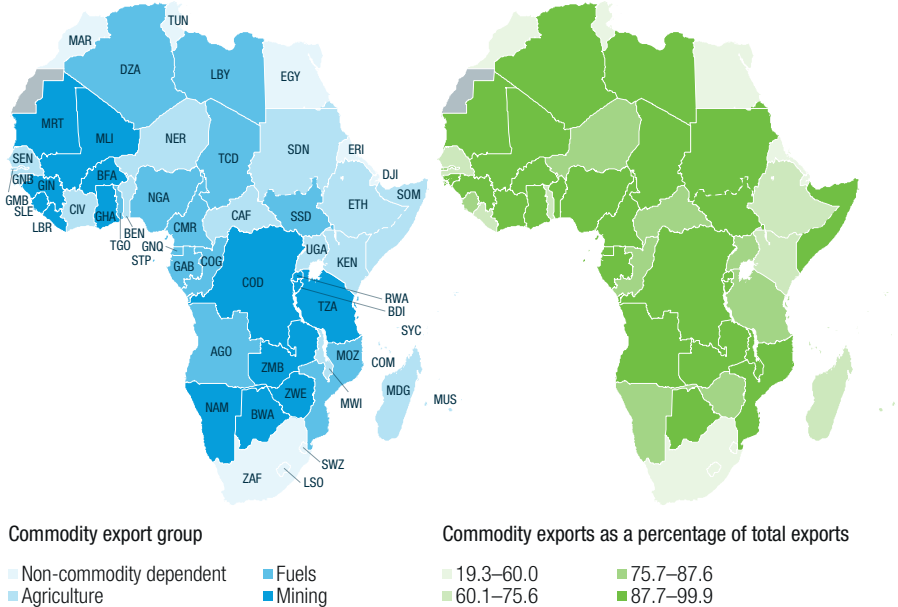 TUN
MAR
DZA
LBY
EGY
MRT
MLI
NER
TCD
SDN
ERI
SEN
DJI
GNB
GIN
BFA
SOM
GMB
NGA
ETH
SLE
CIV
GHA
LBR
BEN
CAF
SSD
TGO
CMR
GNQ
STP
UGA
KEN
GAB
COG
COD
RWA
BDI
TZA
SYC
AGO
MOZ
COM
ZMB
MDG
MUS
ZWE
MWI
NAM
BWA
SWZ
ZAF
LSO
Commodity export group
Non-commodity dependent
Fuels
Agriculture
Mining
Commodity exports as a percentage of total exports
19.3–60.0
75.7–87.6
60.1–75.6
87.7–99.9